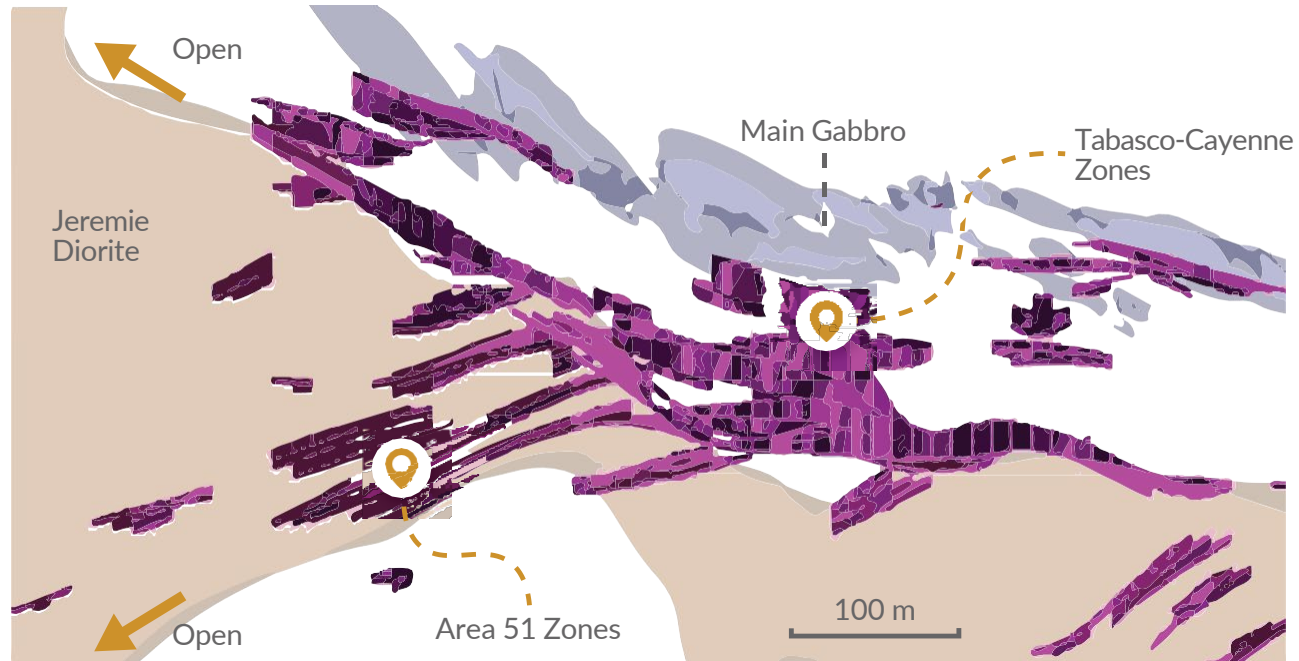 Open
Main Gabbro
Tabasco-Cayenne
Zones
Jeremie
Diorite
100 m
Area 51 Zones
Open